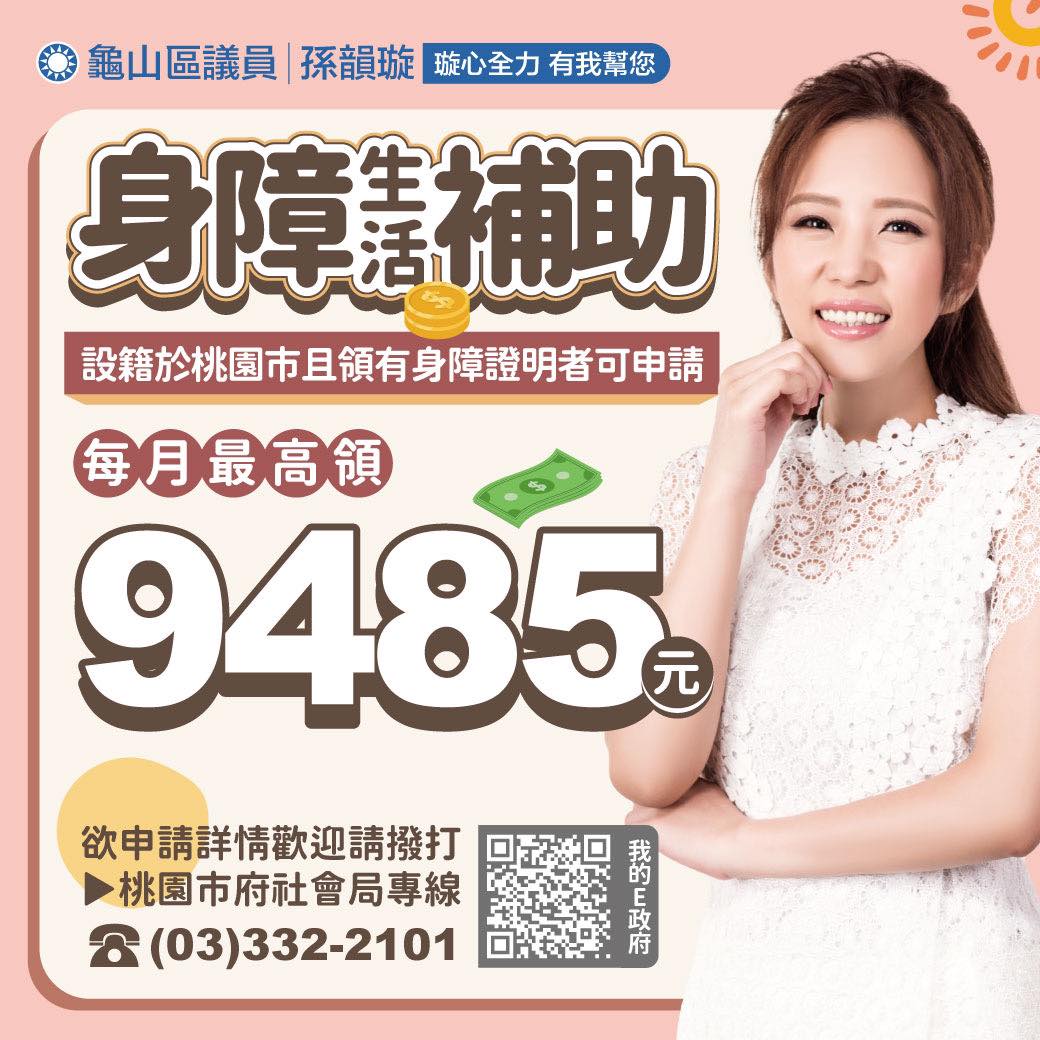 龜山區議員 孫韻璇 璇心全力 有我幫您
身障生活補助
設籍於桃園市且領有身障證明者可申請
每月最高領
9485元
欲申請詳情歡迎請撥打
▶桃園市府社會局專線
☎(03)332-2101
我的E政府